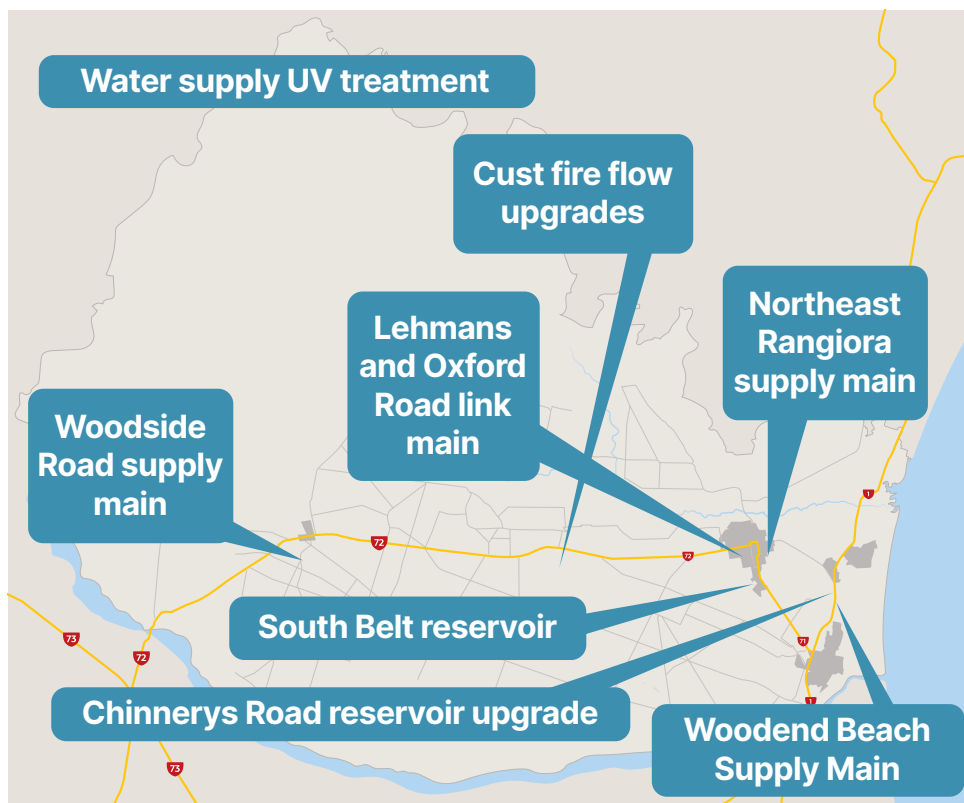 Water supply UV treatment
Cust fire flow
upgrades
Northeast
Rangiora
supply main
Lehmans
and Oxford
Road link
main
Woodside
Road supply
main
1
72
72
South Belt reservoir
73
72
71
Chinnerys Road reservoir upgrade
1
Woodend Beach
Supply Main
73